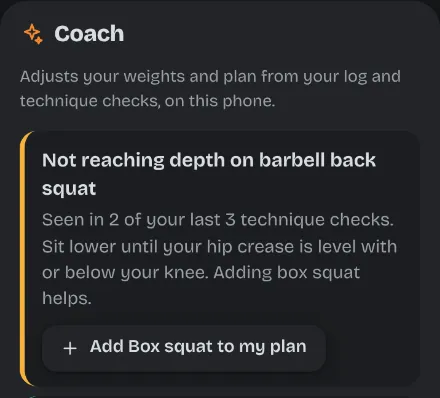 Coach
Adjusts your weights and plan from your log and
technique checks, on this phone.
Not reaching depth on barbell back
squat
Seen in 2 of your last 3 technique checks.
Sit lower until your hip crease is level with
or below your knee. Adding box squat
helps.
+ Add Box squat to my plan